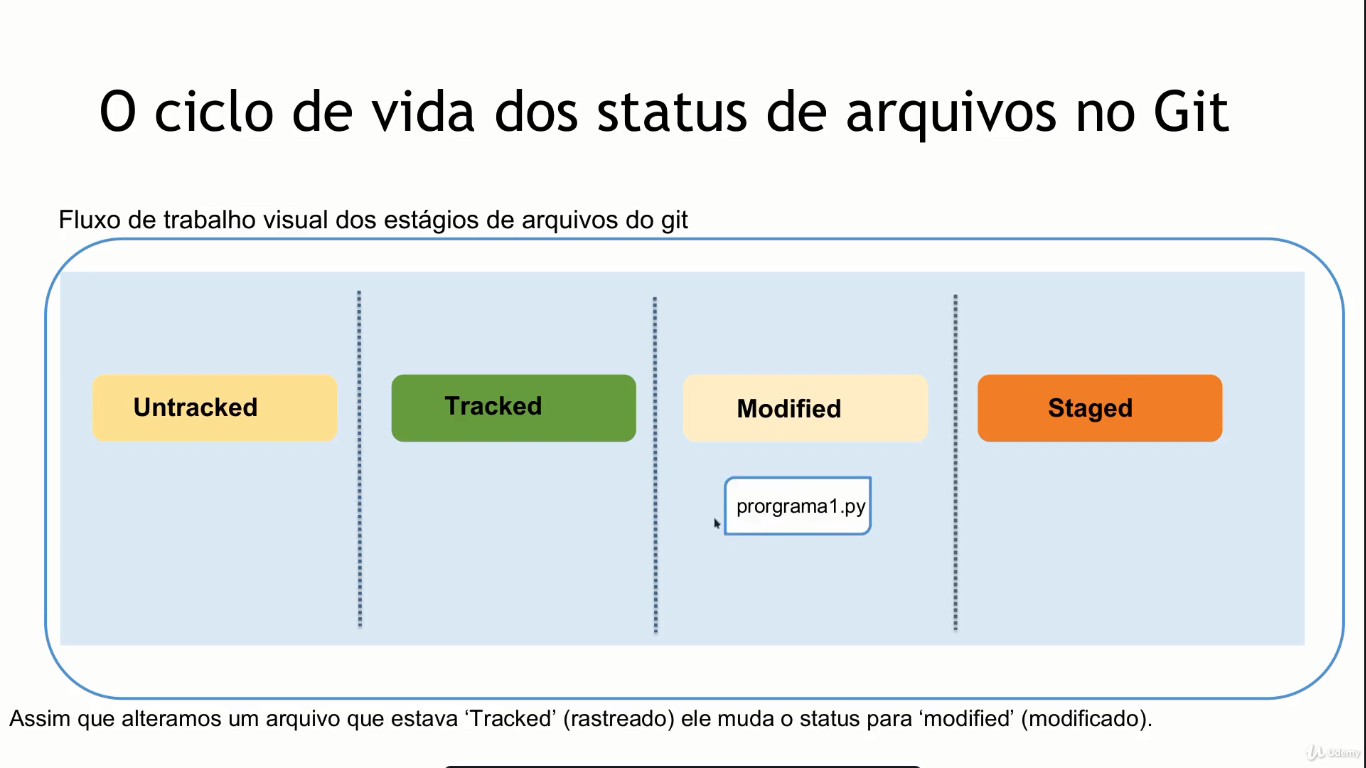 O ciclo de vida dos status de arquivos no Git
Fluxo de trabalho visual dos estágios de arquivos do git
Untracked
Tracked
Modified
Staged
prorgrama1.py
Assim que alteramos um arquivo que estava ‘Tracked’ (rastreado) ele muda o status para ‘modified’ (modificado).
Udemy